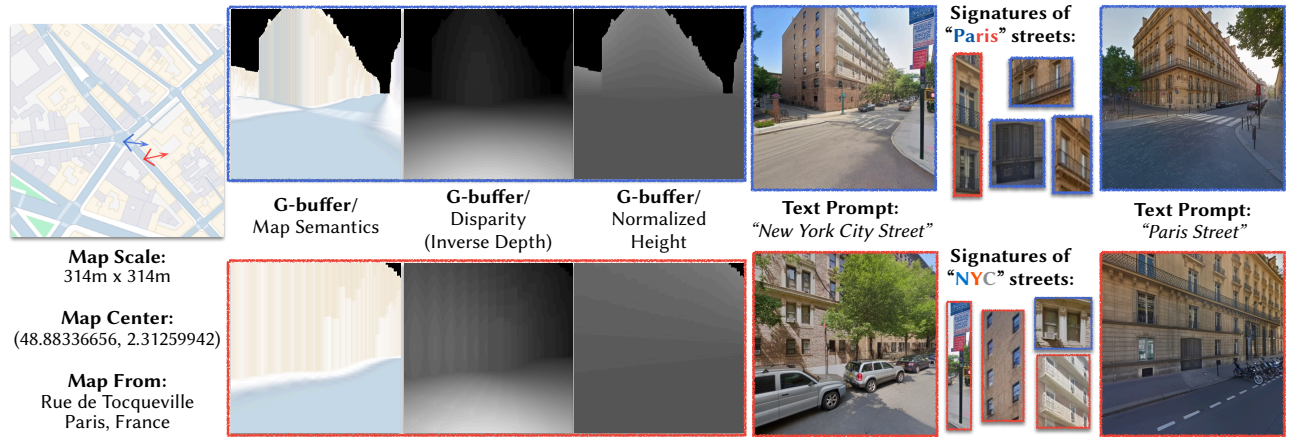 Signatures of
“Paris” streets:
G-buffer/
Map Semantics
G-buffer/
Disparity
(Inverse Depth)
G-buffer/
Normalized
Height
Text Prompt:
“New York City Street”
Text Prompt:
“Paris Street”
Map Scale:
314m x 314m
Map Center:
(48.88336656, 2.31259942)
Map From:
Rue de Tocqueville
Paris, France
Signatures of
“NYC” streets: